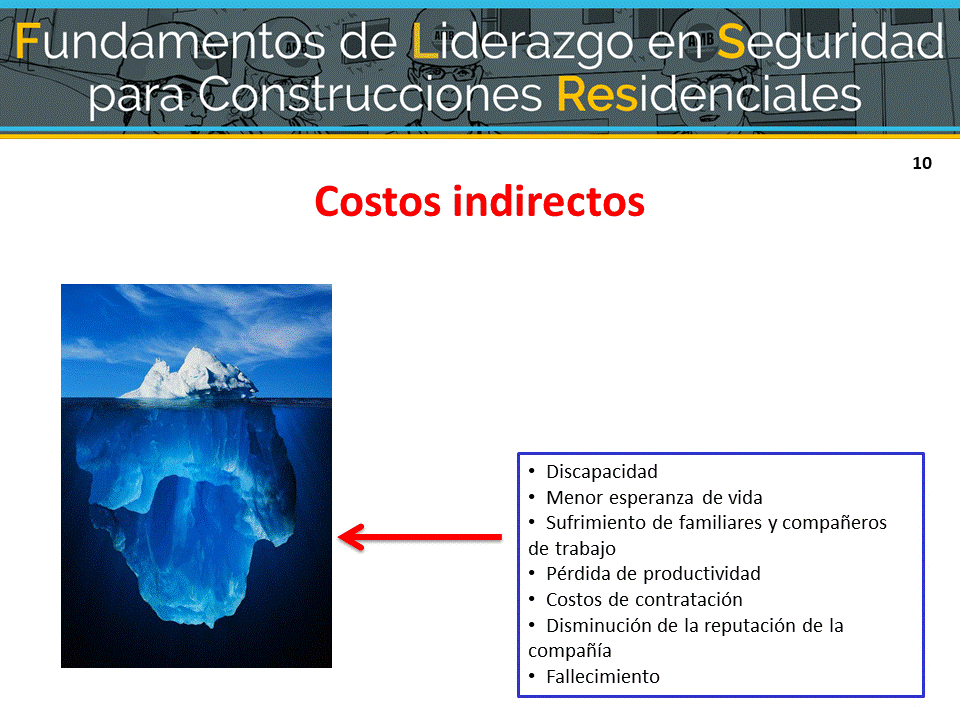 Fundamentos de Liderazgo en Seguridad
para Construcciones Residenciales
10
Costos indirectos
• Discapacidad
• Menor esperanza de vida
• Sufrimiento de familiares y compañeros
de trabajo
• Pérdida de productividad
• Costos de contratación
• Disminución de la reputación de la
compañía
• Fallecimiento